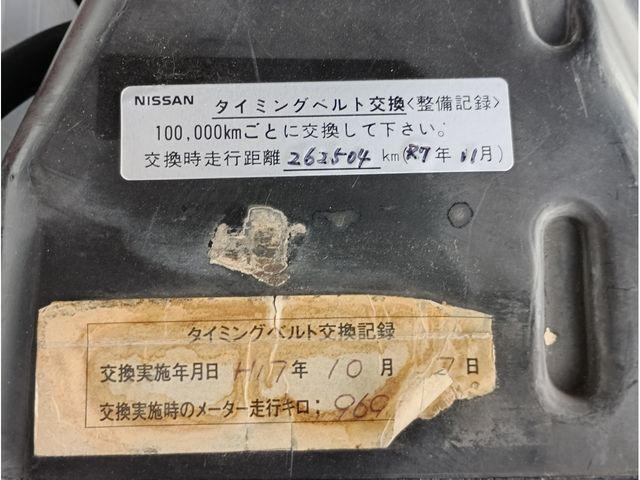 NISSAN タイミングベルト交換<整備記録>
100,000kmごとに交換して下さい。
交換時走行距離 262504 km(R7年 11月)
タイミングベルト交換記録
交換実施年月日 H17年 10月 2日
交換実施時のメーター走行キロ; 969